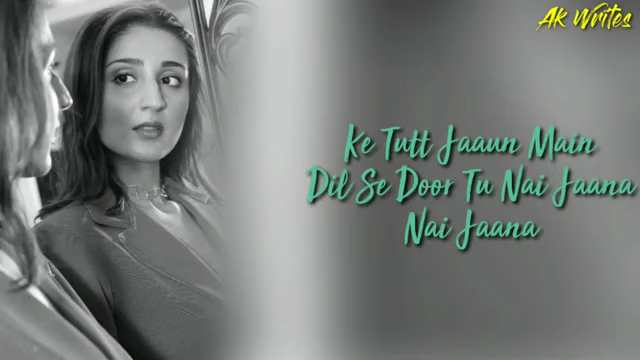 Ak Writes
Ke Tutt Jaaun Main
Dil Se Door Tu Nai Jaana
Nai Jaana